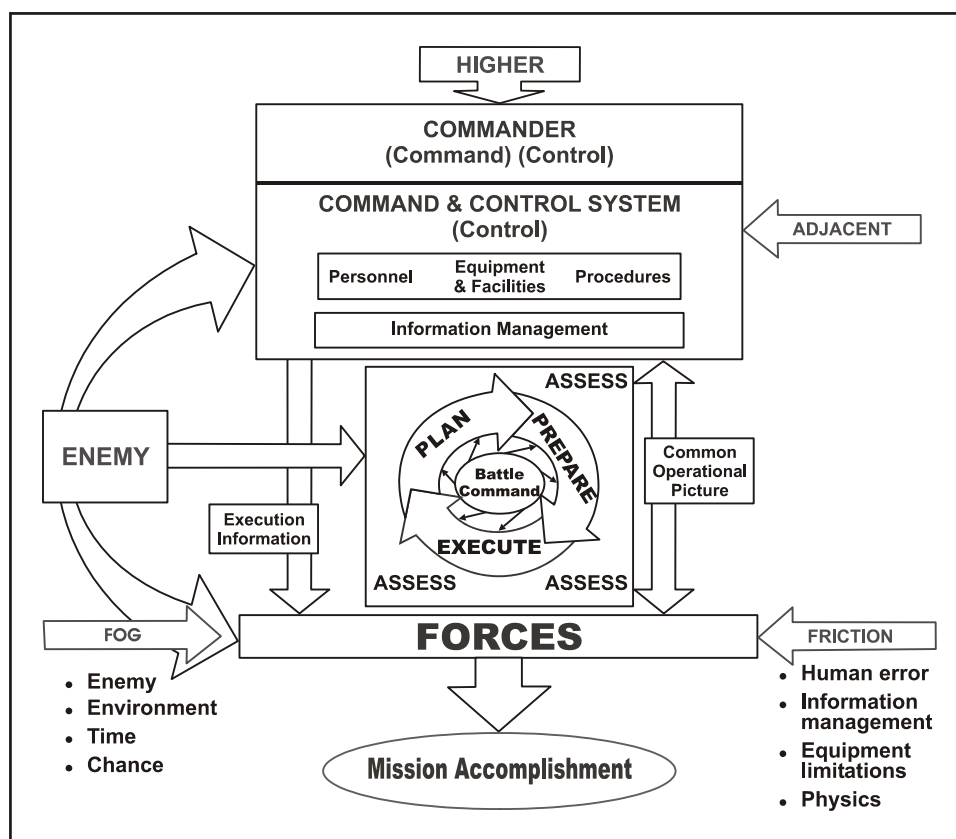 HIGHER
COMMANDER
(Command) (Control)
COMMAND & CONTROL SYSTEM
(Control)
ADJACENT
Personnel
Equipment
& Facilities
Procedures
Information Management
ENEMY
ASSESS
PLAN
PREPARE
Battle
Command
EXECUTE
ASSESS
ASSESS
Common
Operational
Picture
Execution
Information
FOG
FORCES
FRICTION
• Enemy
• Environment
• Time
• Chance
Mission Accomplishment
• Human error
• Information
management
• Equipment
limitations
• Physics